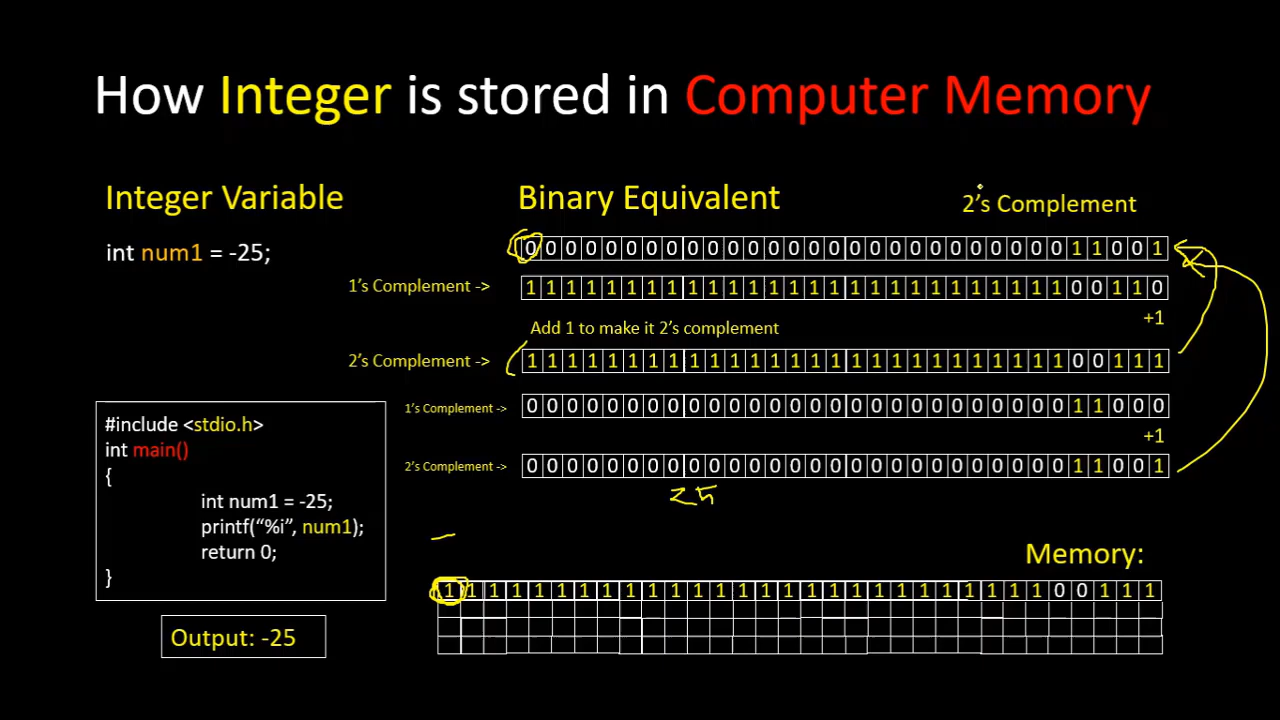 How Integer is stored in Computer Memory
Integer Variable
Binary Equivalent
2's Complement
int num1 = -25;
00000000000000000000000000011001
1's Complement ->
11111111111111111111111111100110
+1
Add 1 to make it 2's complement
2's Complement ->
11111111111111111111111111100111
1's Complement ->
00000000000000000000000000011000
+1
2's Complement ->
00000000000000000000000000011001
25
#include <stdio.h>
int main()
{
int num1 = -25;
printf(“%i”, num1);
return 0;
}
Output: -25
Memory:
11111111111111111111111111100111